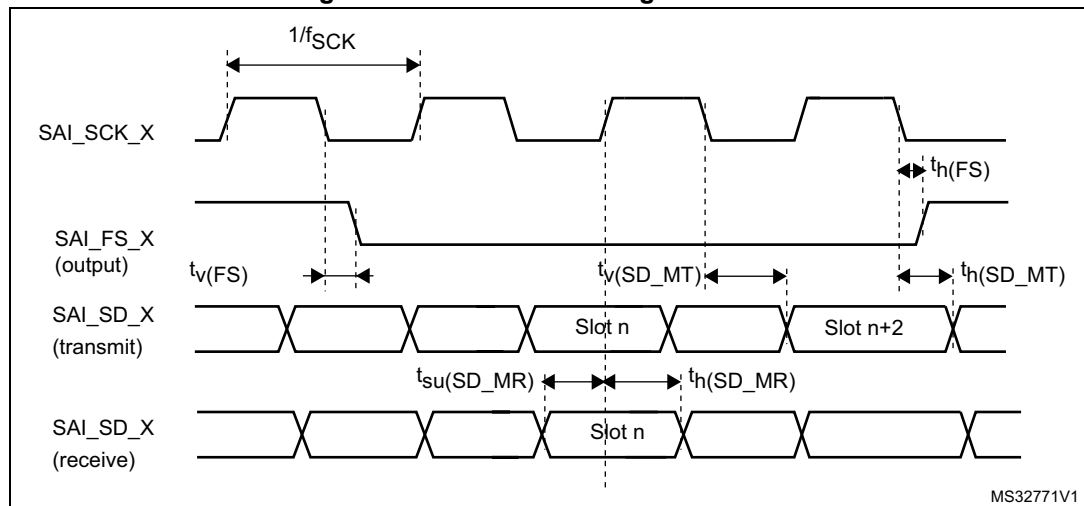 1/fSCK
SAI_SCK_X
th(FS)
SAI_FS_X
(output)
tv(FS)
tv(SD_MT)
th(SD_MT)
SAI_SD_X
(transmit)
Slot n
Slot n+2
tsu(SD_MR)
th(SD_MR)
SAI_SD_X
(receive)
Slot n
MS32771V1